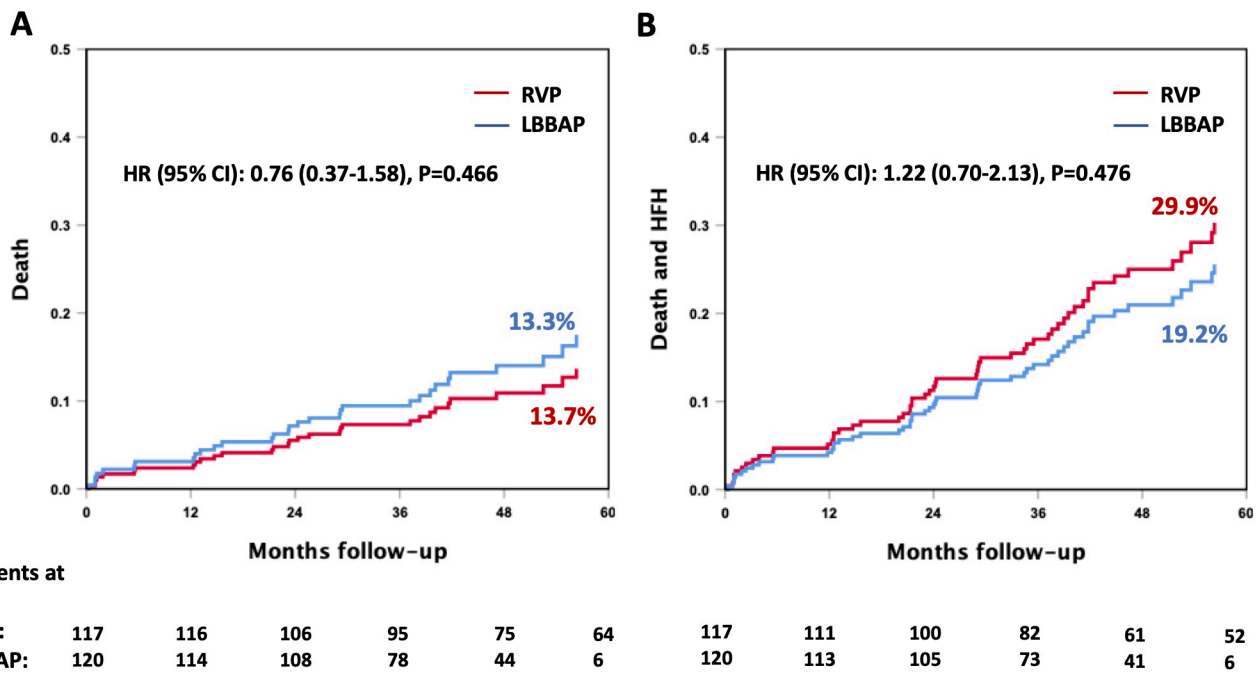 A
0.5
0.4
0.3
0.2
0.1
0.0
Death
RVP
LBBAP
HR (95% CI): 0.76 (0.37-1.58), P=0.466
13.3%
13.7%
0 12 24 36 48 60
Months follow-up
B
0.5
0.4
0.3
0.2
0.1
0.0
Death and HFH
RVP
LBBAP
HR (95% CI): 1.22 (0.70-2.13), P=0.476
29.9%
19.2%
0 12 24 36 48 60
Months follow-up
ents at
: 117 116 106 95 75 64 117 111 100 82 61 52
AP: 120 114 108 78 44 6 120 113 105 73 41 6